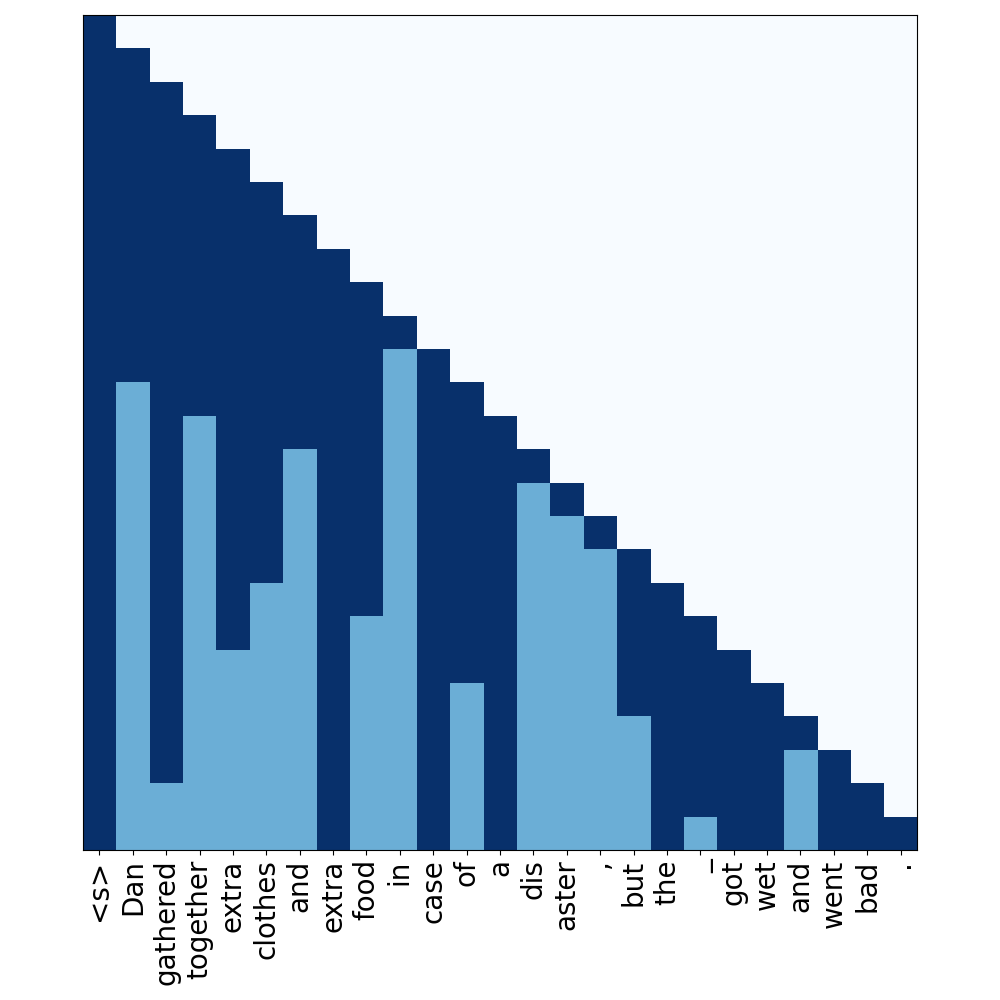 <s> Dan gathered together extra clothes and extra food in case of a dis aster , but the _ got wet and went bad .